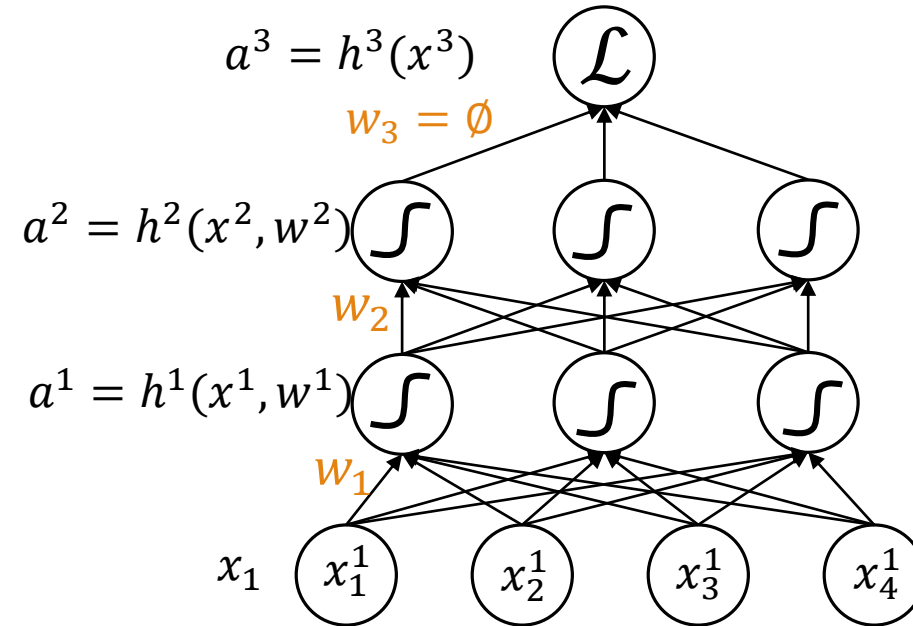 a³ = h³(x³)
ℒ
w₃ = ∅
a² = h²(x², w²)
w₂
a¹ = h¹(x¹, w¹)
w₁
x₁ x₁¹ x₂¹ x₃¹ x₄¹